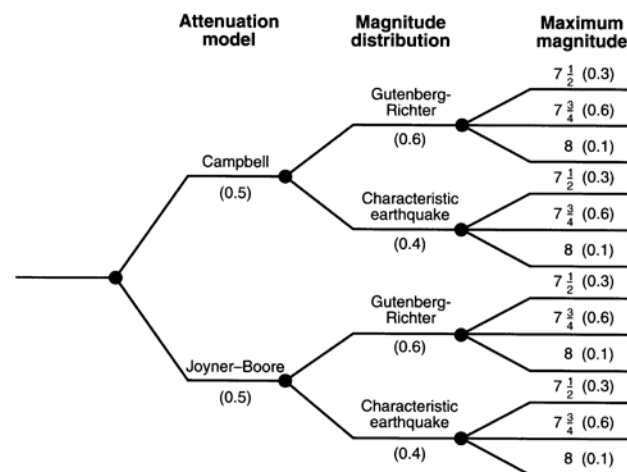 Attenuation
model
Magnitude
distribution
Maximum
magnitude
Campbell
(0.5)
Gutenberg-
Richter
(0.6)
7 1/2 (0.3)
7 3/4 (0.6)
8 (0.1)
Characteristic
earthquake
(0.4)
7 1/2 (0.3)
7 3/4 (0.6)
8 (0.1)
Joyner–Boore
(0.5)
Gutenberg-
Richter
(0.6)
7 1/2 (0.3)
7 3/4 (0.6)
8 (0.1)
Characteristic
earthquake
(0.4)
7 1/2 (0.3)
7 3/4 (0.6)
8 (0.1)